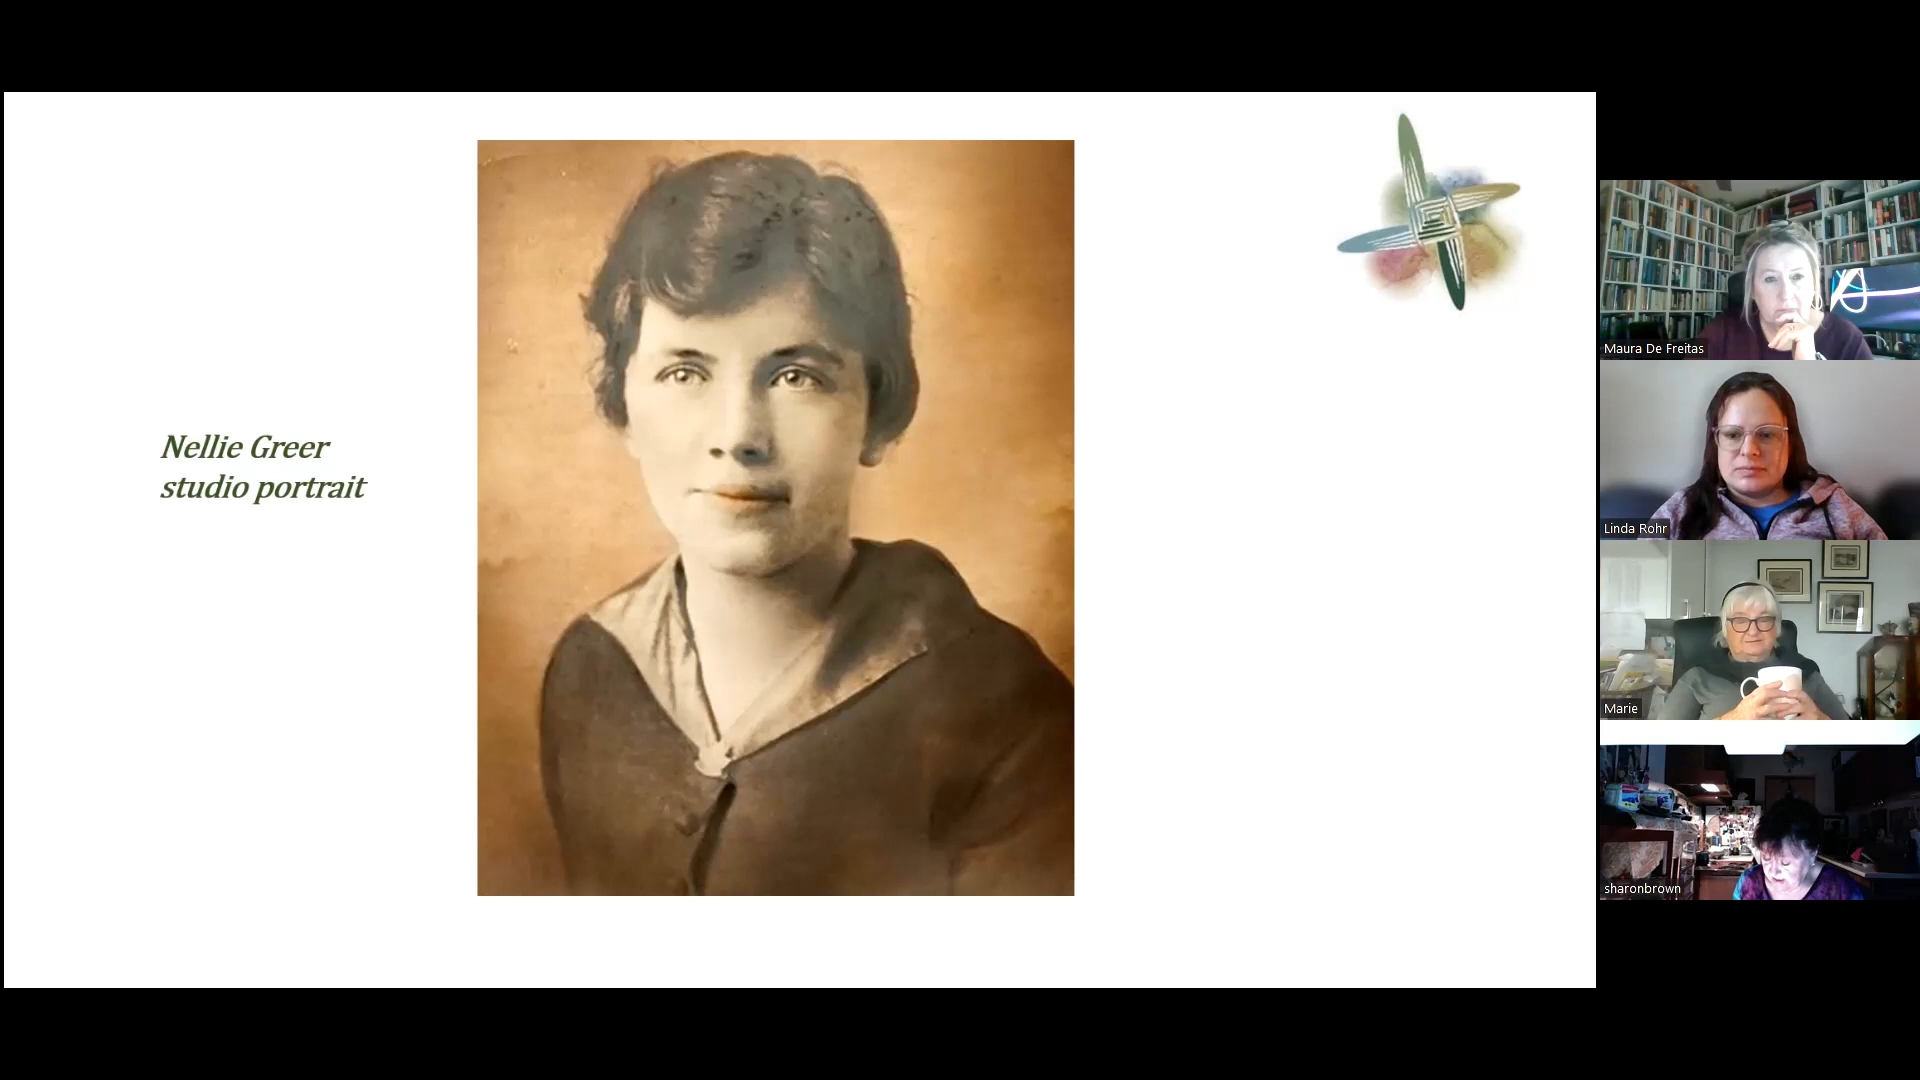 Nellie Greer
studio portrait
Maura De Freitas
Linda Rohr
Marie
sharonbrown